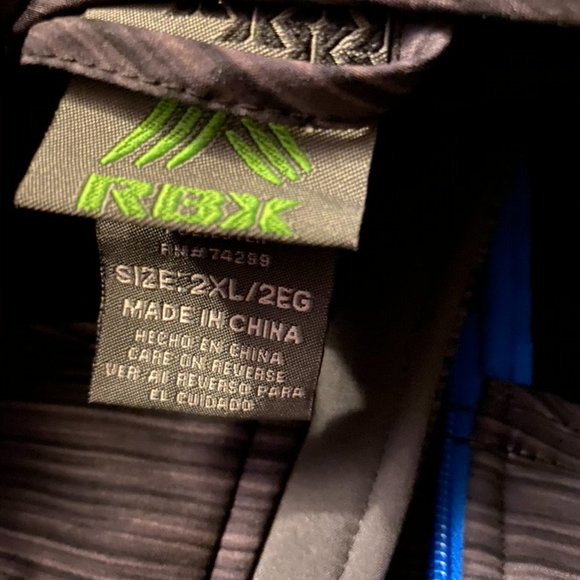 RBX
RN# 74299
SIZE: 2XL/2EG
MADE IN CHINA
HECHO EN CHINA
CARE ON REVERSE
VER AL REVERSO PARA
EL CUIDADO